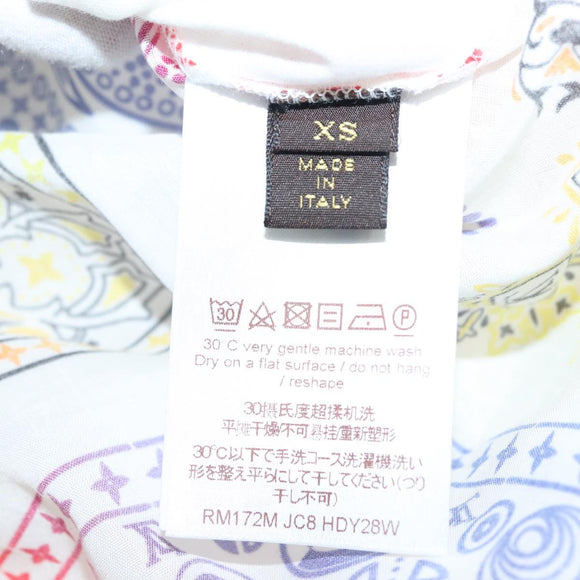 XS
MADE
IN
ITALY
30
P
30°C very gentle machine wash
Dry on a flat surface / do not hang
/ reshape
30摄氏度超揉机洗
平摊干燥/不可悬挂/重新塑形
30℃以下で手洗コース洗濯機洗い
形を整え平らにして干してください(つり
干し不可)
RM172M JC8 HDY28W